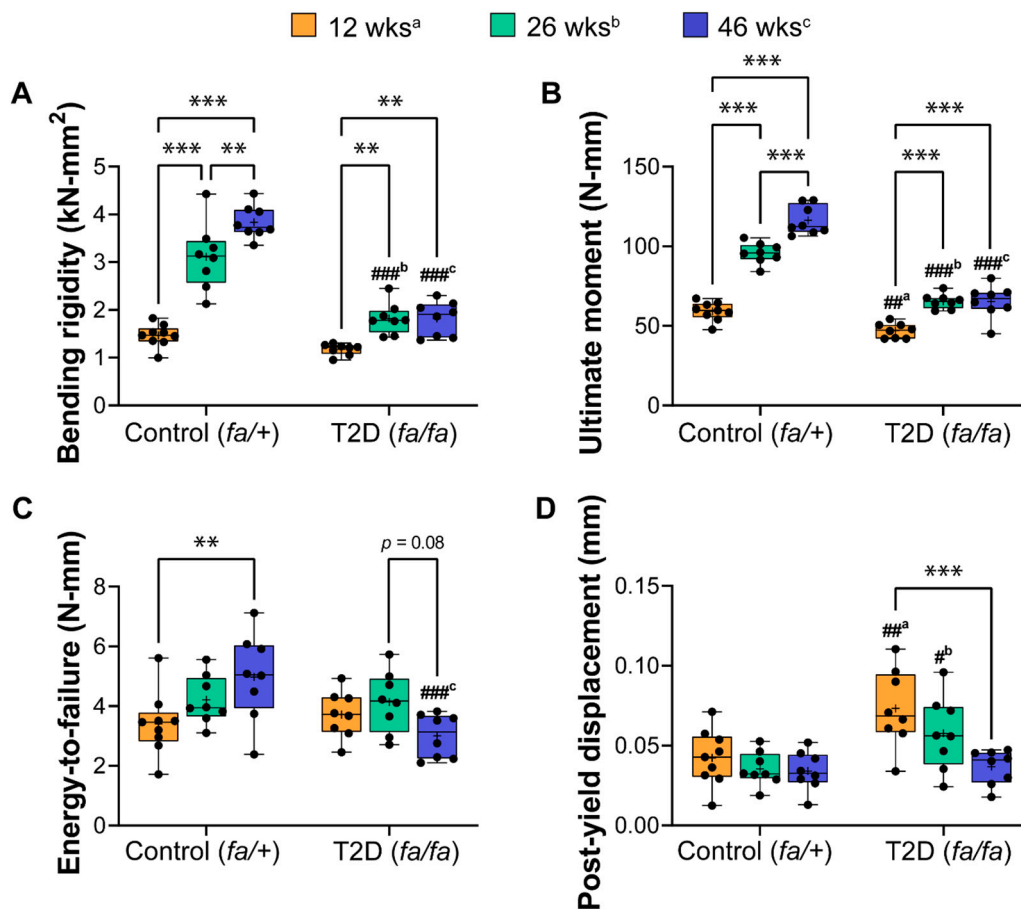 12 wksᵃ 26 wksᵇ 46 wksᶜ
A
Bending rigidity (kN-mm²)
5
4
3
2
1
0
***
**
***
**
**
###ᵇ
###ᶜ
Control (fa/+)
T2D (fa/fa)
B
Ultimate moment (N-mm)
150
100
50
0
***
***
***
***
***
##ᵃ
###ᵇ
###ᶜ
Control (fa/+)
T2D (fa/fa)
C
Energy-to-failure (N-mm)
8
6
4
2
0
**
p = 0.08
###ᶜ
Control (fa/+)
T2D (fa/fa)
D
Post-yield displacement (mm)
0.15
0.10
0.05
0.00
***
##ᵃ
#ᵇ
Control (fa/+)
T2D (fa/fa)